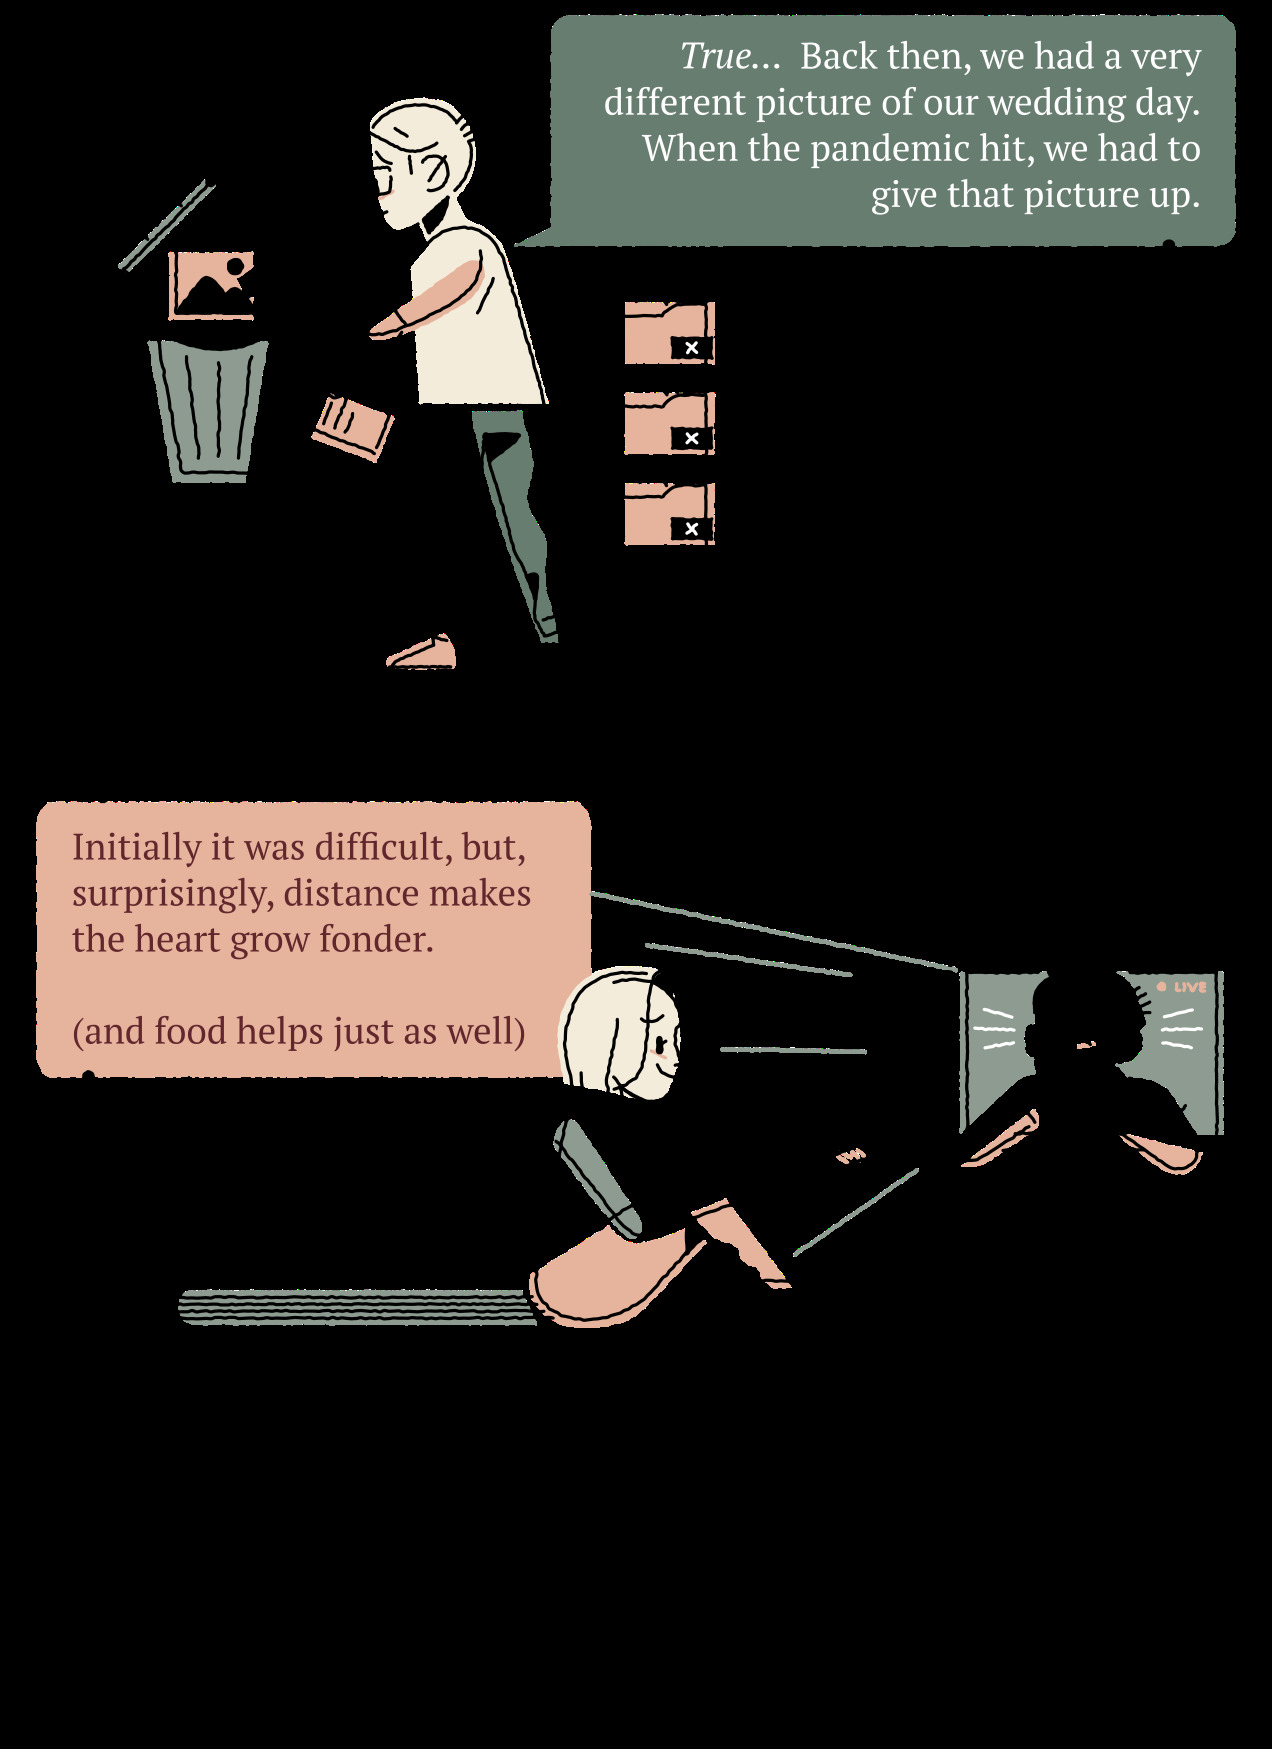 True... Back then, we had a very
different picture of our wedding day.
When the pandemic hit, we had to
give that picture up.
Initially it was difficult, but,
surprisingly, distance makes
the heart grow fonder.
(and food helps just as well)
LIVE